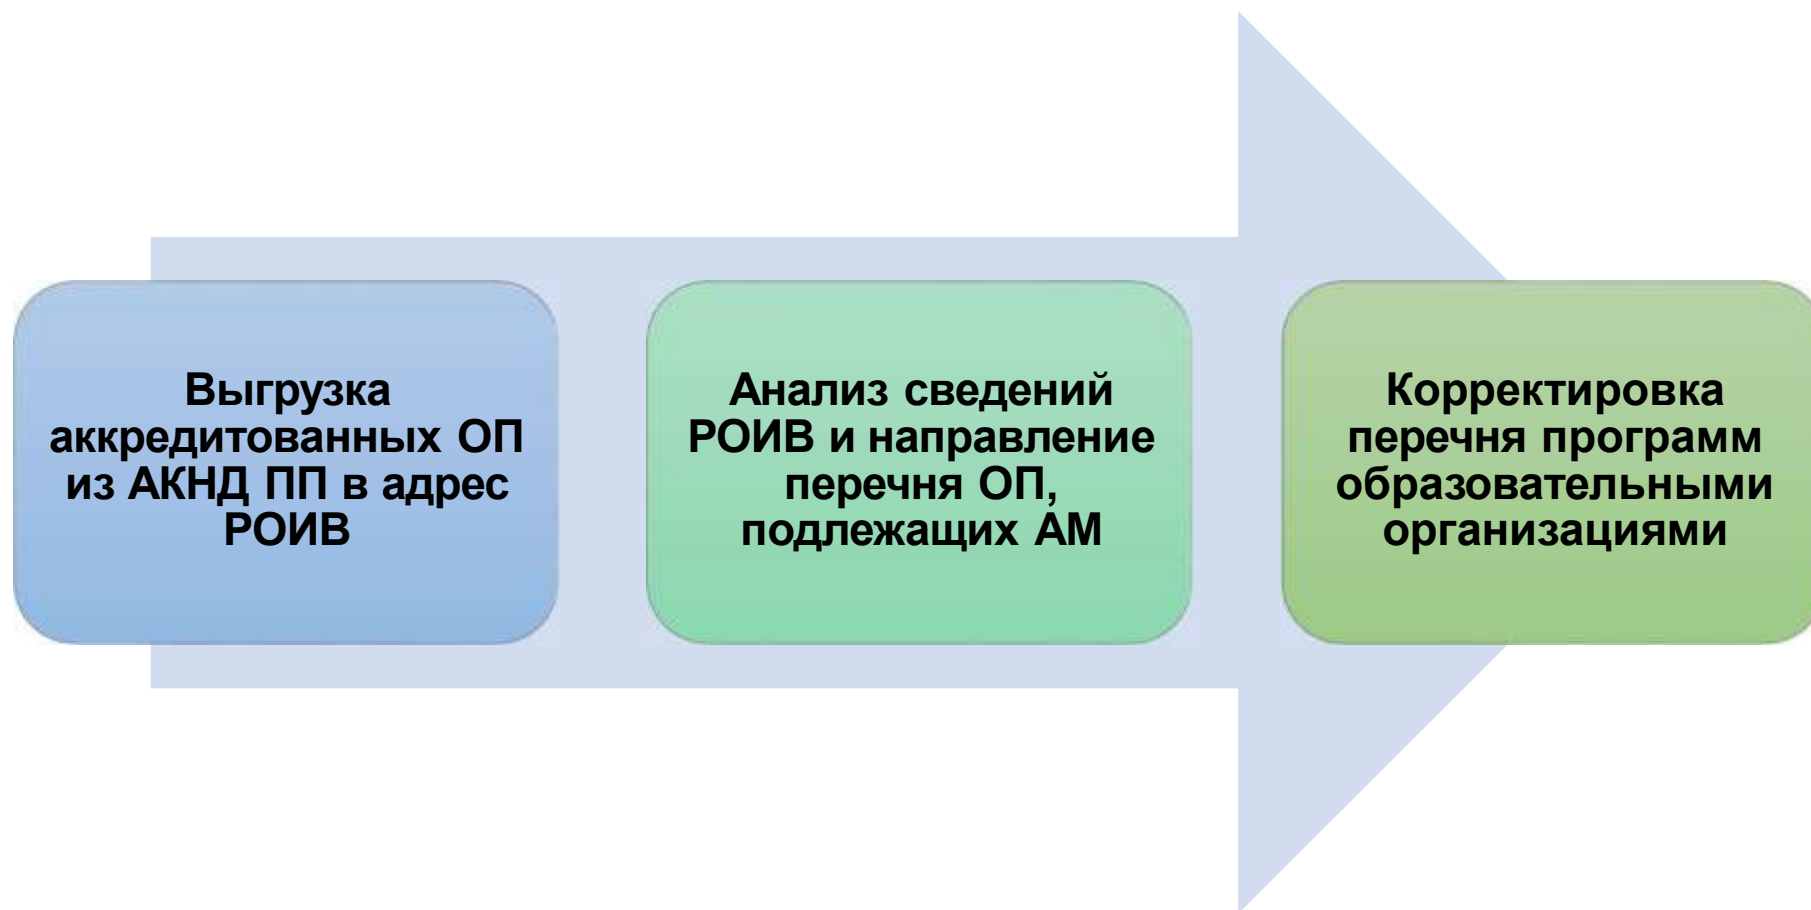 Выгрузка
аккредитованных ОП
из АКНД ПП в адрес
РОИВ
Анализ сведений
РОИВ и направление
перечня ОП,
подлежащих АМ
Корректировка
перечня программ
образовательными
организациями